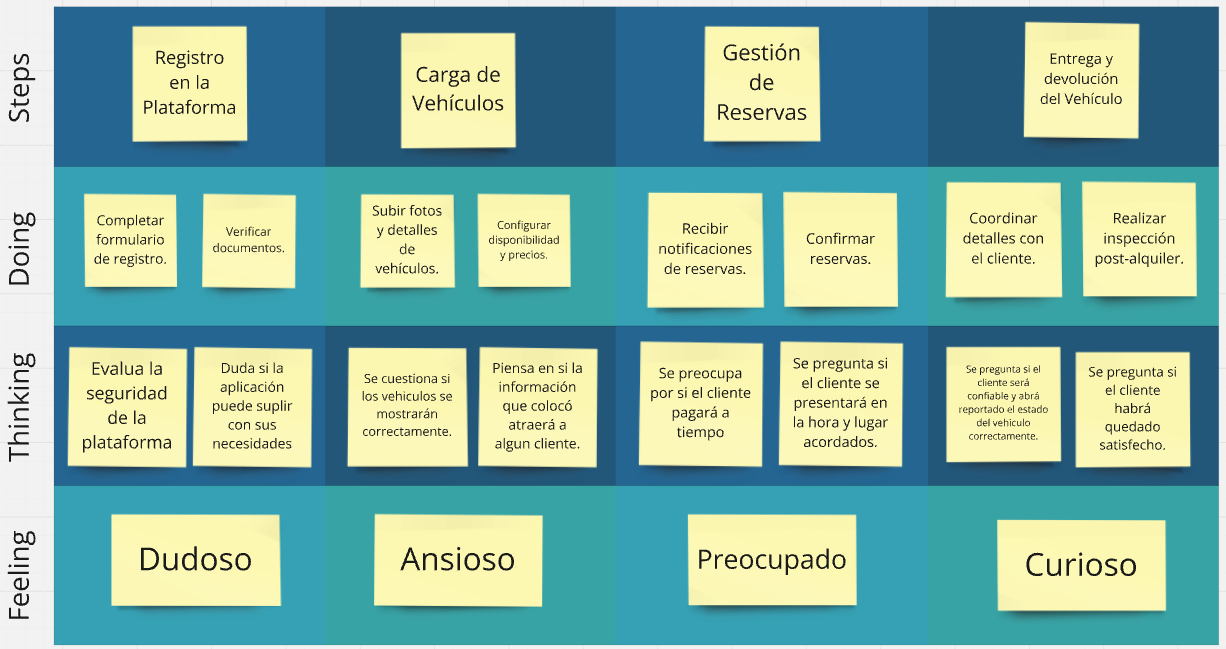 Steps
Registro
en la
Plataforma
Carga de
Vehículos
Gestión
de
Reservas
Entrega y
devolución
del Vehículo
Doing
Completar
formulario
de registro.
Verificar
documentos.
Subir fotos
y detalles
de
vehículos.
Configurar
disponibilidad
y precios.
Recibir
notificaciones
de reservas.
Confirmar
reservas.
Coordinar
detalles con
el cliente.
Realizar
inspección
post-alquiler.
Thinking
Evalua la
seguridad
de la
plataforma
Duda si la
aplicación
puede suplir
con sus
necesidades
Se cuestiona si
los vehiculos se
mostrarán
correctamente.
Piensa en si la
información
que colocó
atraerá a
algun cliente.
Se preocupa
por si el cliente
pagará a
tiempo
Se pregunta si
el cliente se
presentará en
la hora y lugar
acordados.
Se pregunta si el
cliente será
confiable y abrá
reportado el estado
del vehiculo
correctamente.
Se pregunta si
el cliente
habrá
quedado
satisfecho.
Feeling
Dudoso
Ansioso
Preocupado
Curioso